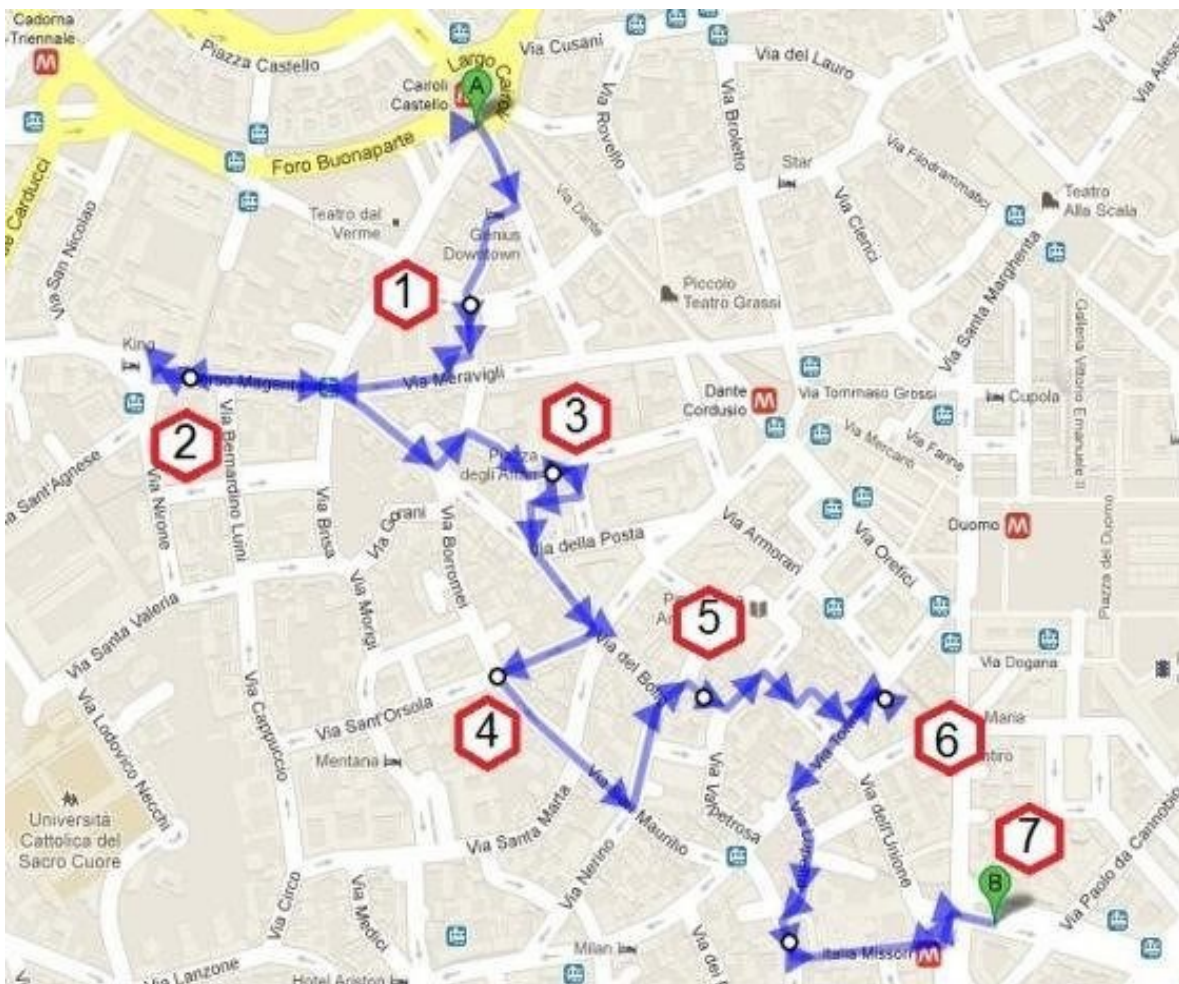 Cadorna
-Triennale
M
Piazza Castello
Largo Cairoli
Cairoli
Castello
A
Via Cusani
Via del Lauro
Via Rovello
Via Broletto
Foro Buonaparte
Star
Via Filodrammatici
Teatro
Alla Scala
Carducci
Via San Nicolao
Teatro dal
Verme
Genius
Downtown
Via Dante
Via Clerici
Via Santa Margherita
1
Piccolo
Teatro Grassi
Galleria Vittorio Emanuele II
King
Corso Magenta
Via Meravigli
Dante
Cordusio
M
Via Tommaso Grossi
Cupola
2
3
Via Mercanti
Via Farine
Piazza
degli Affari
Sant'Agnese
Via Nirone
Via Bernardino Luini
Via Brisa
Via Gorani
Via Borromei
Via della Posta
Via Armorari
Via Orefici
Duomo
M
Piazza del Duomo
Via Santa Valeria
Via Morigi
5
Via del Bollo
Via Dogana
Via Sant'Orsola
Via Cappuccio
Via Lodovico Necchi
4
Mentana
6
Maria
Via Torino
Università
Cattolica del
Sacro Cuore
Via Santa Marta
Via San Maurilio
Via Valpetrosa
Via dell'Unione
7
Via Lupetta
B
Via Paolo da Cannobio
Via Nerino
Via Circo
Via Medici
Milan
Via Lanzone
Hotel Ariston
Italia Missori
M